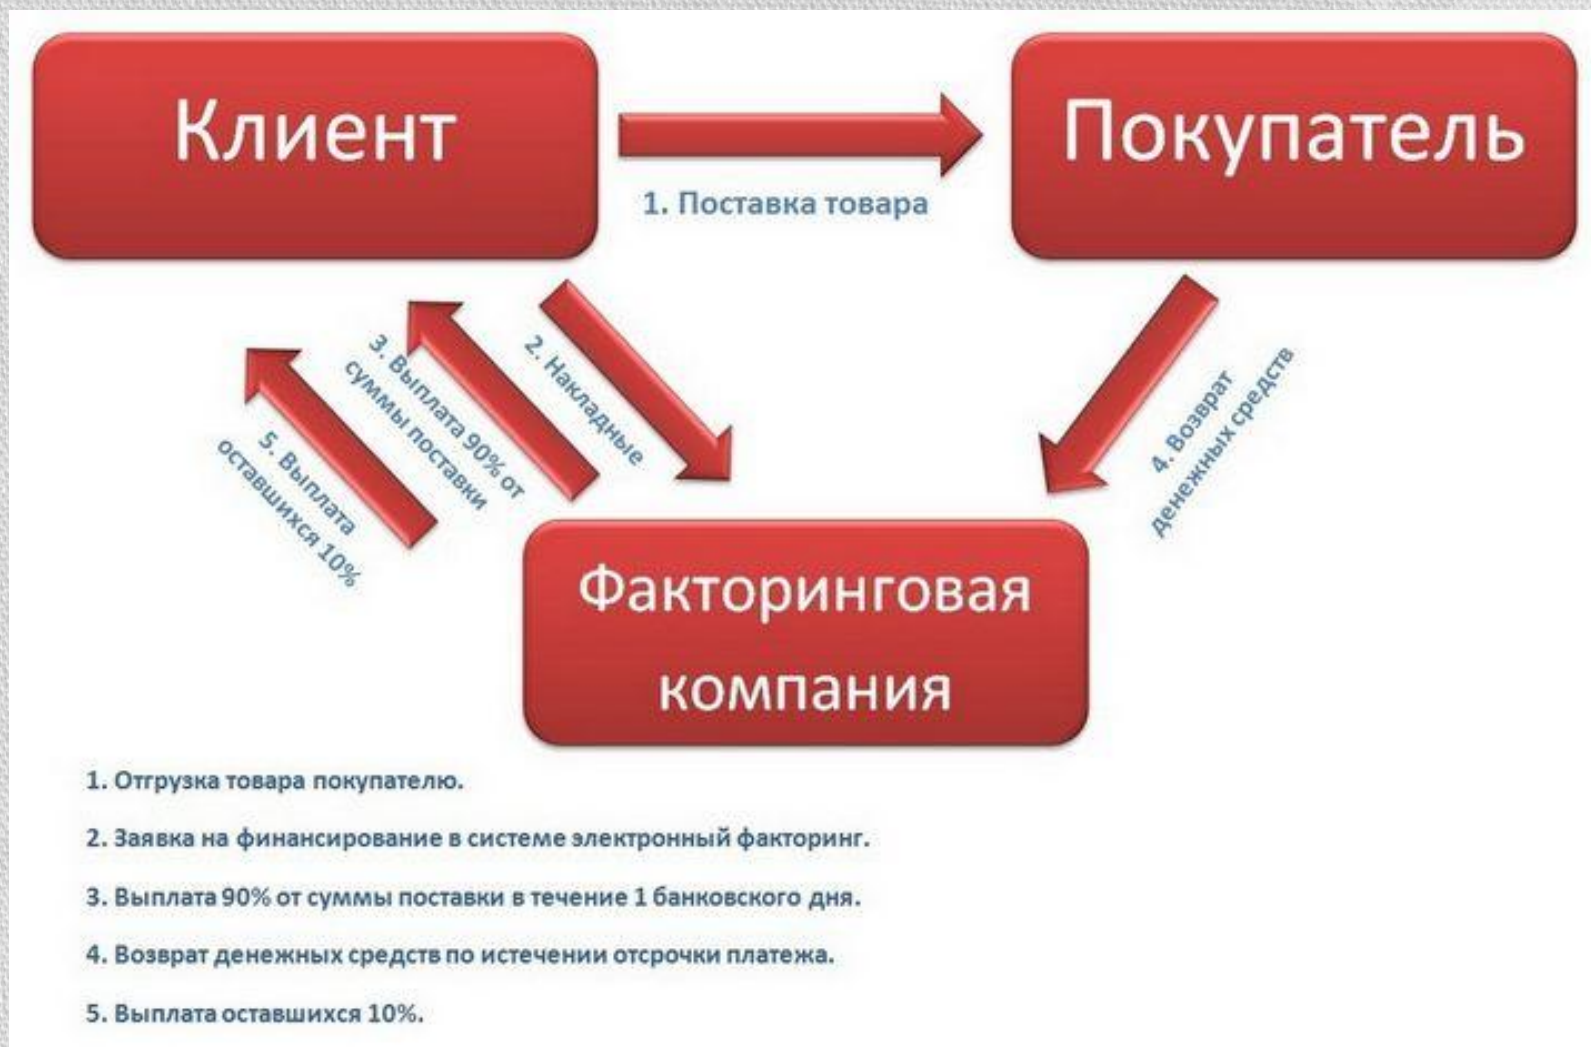 Клиент
Покупатель
1. Поставка товара
5. Выплата
оставшихся 10%
3. Выплата 90% от
суммы поставки
2. Накладные
4. Возврат
денежных средств
Факторинговая
компания
1. Отгрузка товара покупателю.
2. Заявка на финансирование в системе электронный факторинг.
3. Выплата 90% от суммы поставки в течение 1 банковского дня.
4. Возврат денежных средств по истечении отсрочки платежа.
5. Выплата оставшихся 10%.